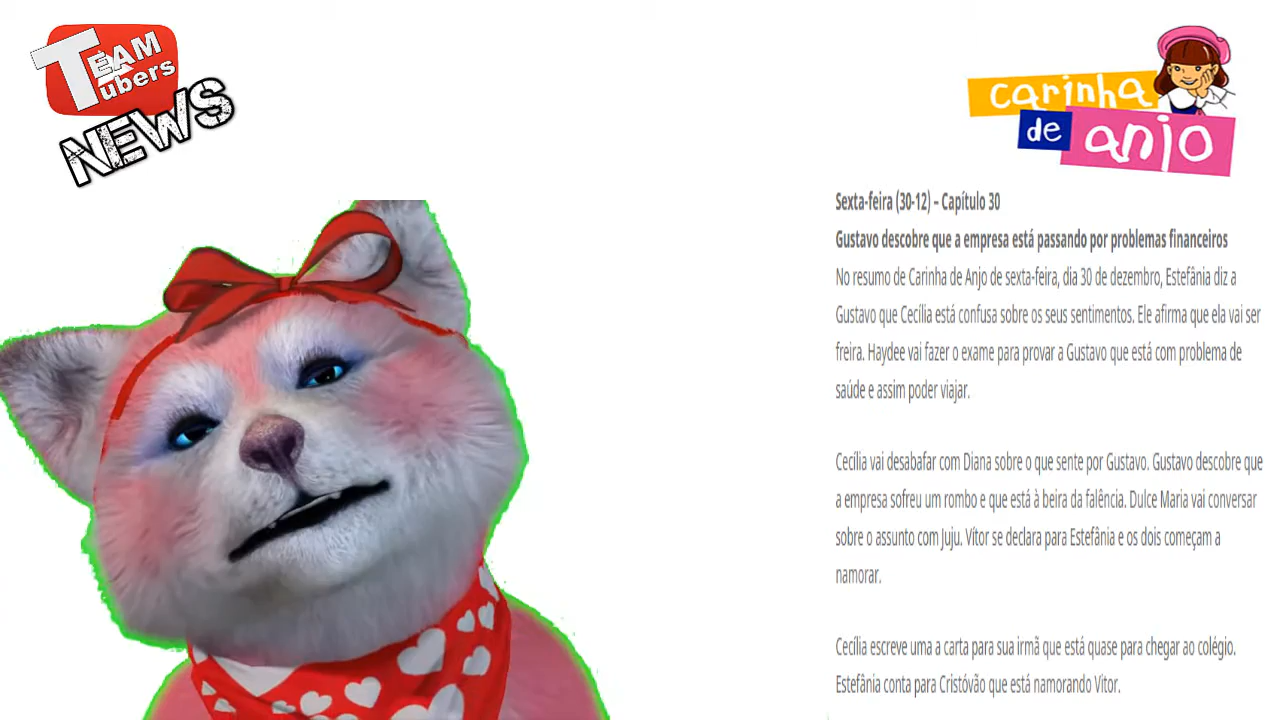 TEAM
Tubers
NEWS
carinha
de anjo
Sexta-feira (30-12) – Capítulo 30
Gustavo descobre que a empresa está passando por problemas financeiros
No resumo de Carinha de Anjo de sexta-feira, dia 30 de dezembro, Estefânia diz a
Gustavo que Cecília está confusa sobre os seus sentimentos. Ele afirma que ela vai ser
freira. Haydee vai fazer o exame para provar a Gustavo que está com problema de
saúde e assim poder viajar.
Cecília vai desabafar com Diana sobre o que sente por Gustavo. Gustavo descobre que
a empresa sofreu um rombo e que está à beira da falência. Dulce Maria vai conversar
sobre o assunto com Juju. Vítor se declara para Estefânia e os dois começam a
namorar.
Cecília escreve uma a carta para sua irmã que está quase para chegar ao colégio.
Estefânia conta para Cristóvão que está namorando Vitor.